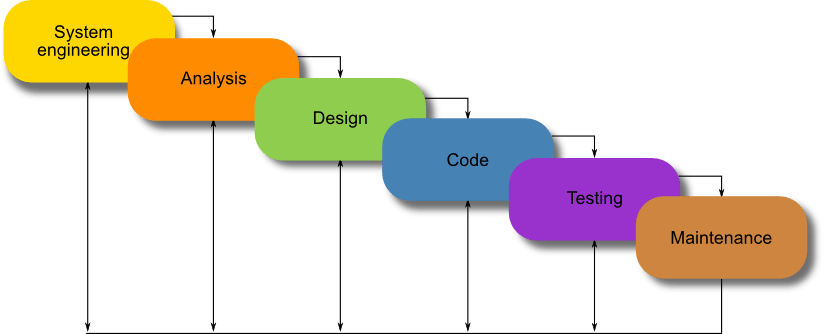 System
engineering
Analysis
Design
Code
Testing
Maintenance